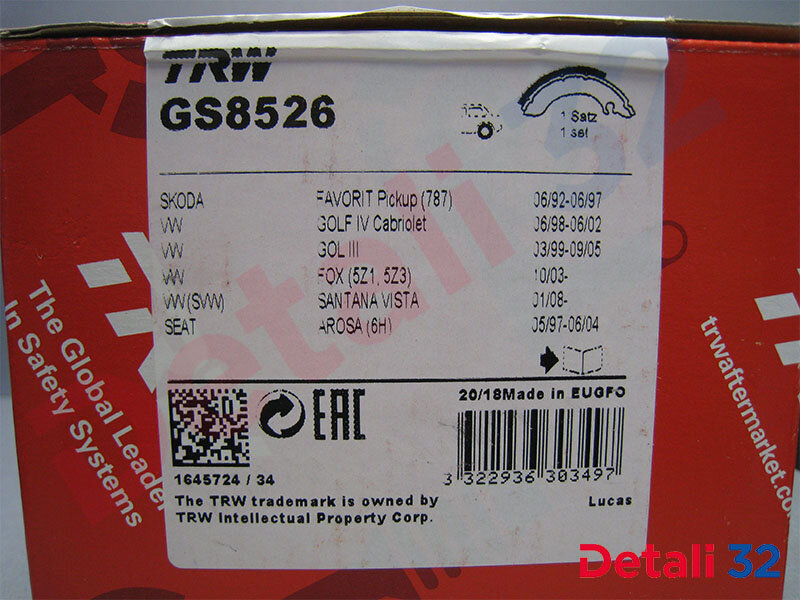 TRW
GS8526
1 Satz
1 set
SKODA FAVORIT Pickup (787) 06/92-06/97
VW GOLF IV Cabriolet 06/98-06/02
VW GOL III 03/99-09/05
VW FOX (5Z1, 5Z3) 10/03-
VW (SVW) SANTANA VISTA 01/08-
SEAT AROSA (6H) 05/97-06/04
20/18Made in EUGFO
EAC
1645724 / 34
3 322936 303497
The TRW trademark is owned by
TRW Intellectual Property Corp.
Lucas
The Global Leader
in Safety Systems
trwaftermarket.co
Detali 32
Detali 32